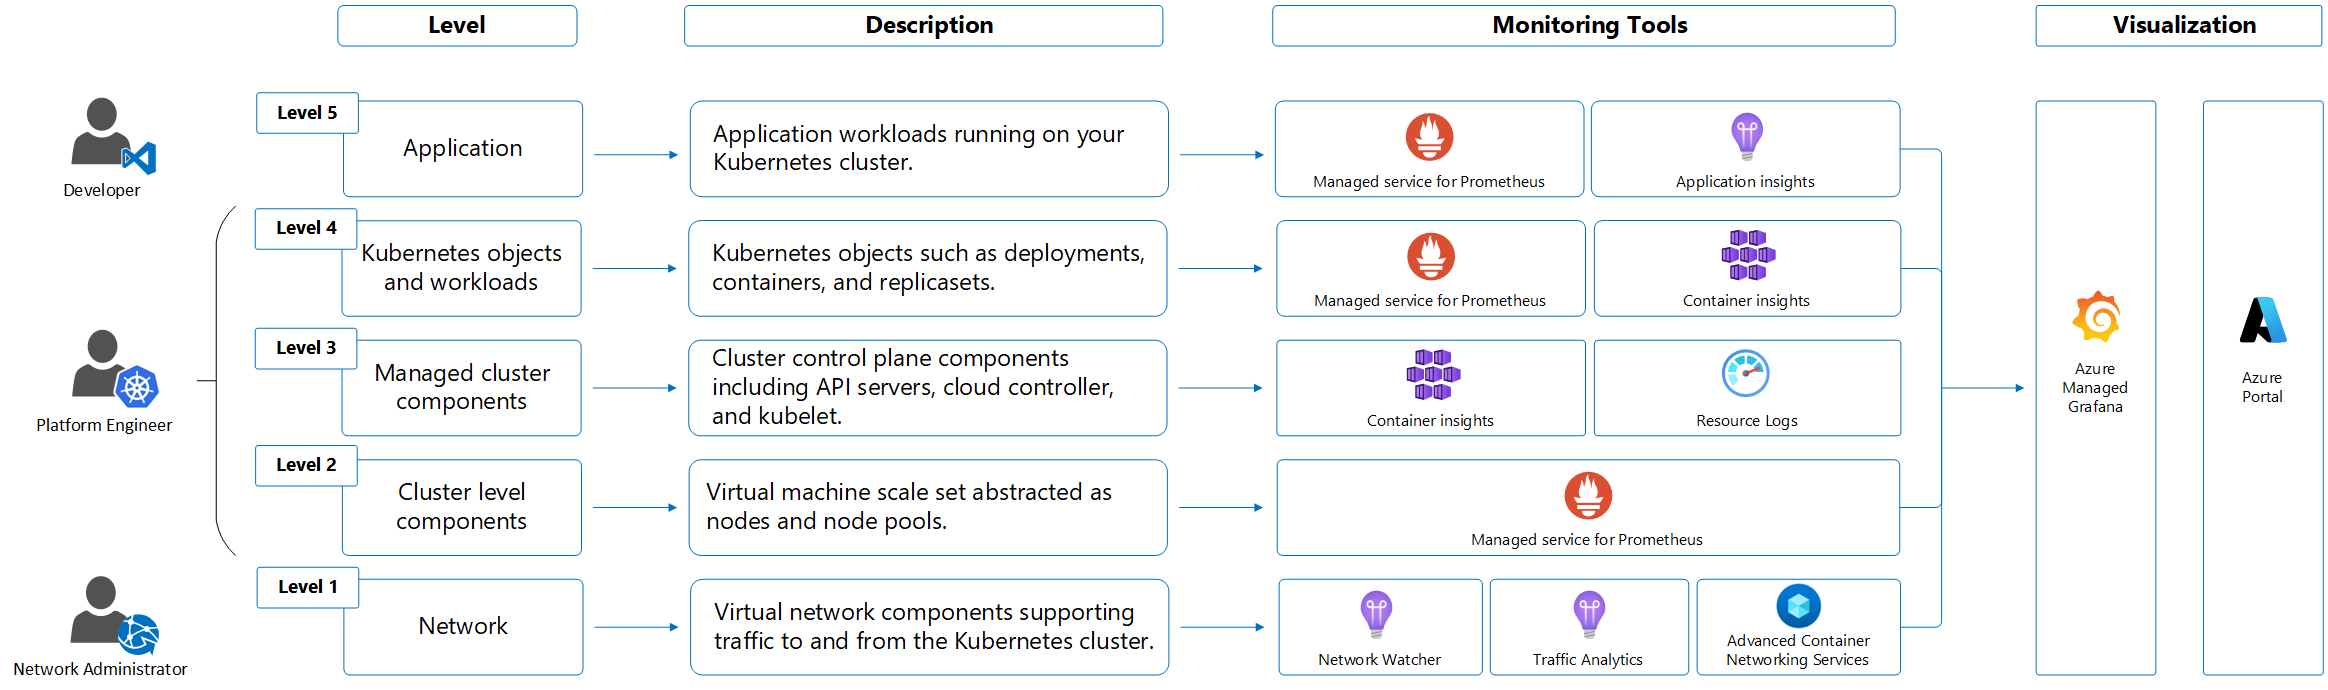 Level
Description
Monitoring Tools
Visualization
Developer
Level 5
Application
Application workloads running on your
Kubernetes cluster.
Managed service for Prometheus
Application insights
Level 4
Kubernetes objects
and workloads
Kubernetes objects such as deployments,
containers, and replicasets.
Managed service for Prometheus
Container insights
Platform Engineer
Level 3
Managed cluster
components
Cluster control plane components
including API servers, cloud controller,
and kubelet.
Container insights
Resource Logs
Level 2
Cluster level
components
Virtual machine scale set abstracted as
nodes and node pools.
Managed service for Prometheus
Network Administrator
Level 1
Network
Virtual network components supporting
traffic to and from the Kubernetes cluster.
Network Watcher
Traffic Analytics
Advanced Container
Networking Services
Azure
Managed
Grafana
Azure
Portal